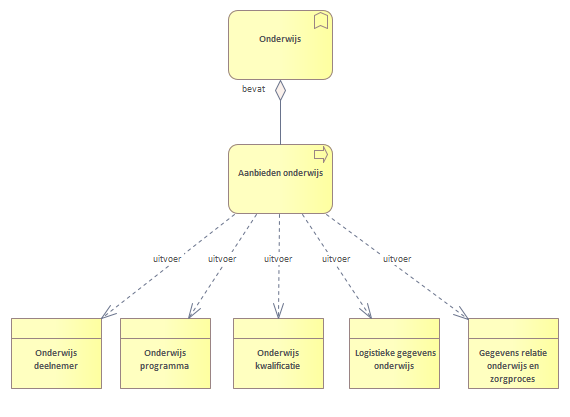 Onderwijs
bevat
Aanbieden onderwijs
uitvoer uitvoer uitvoer uitvoer uitvoer
Onderwijs
deelnemer
Onderwijs
programma
Onderwijs
kwalificatie
Logistieke gegevens
onderwijs
Gegevens relatie
onderwijs en
zorgproces